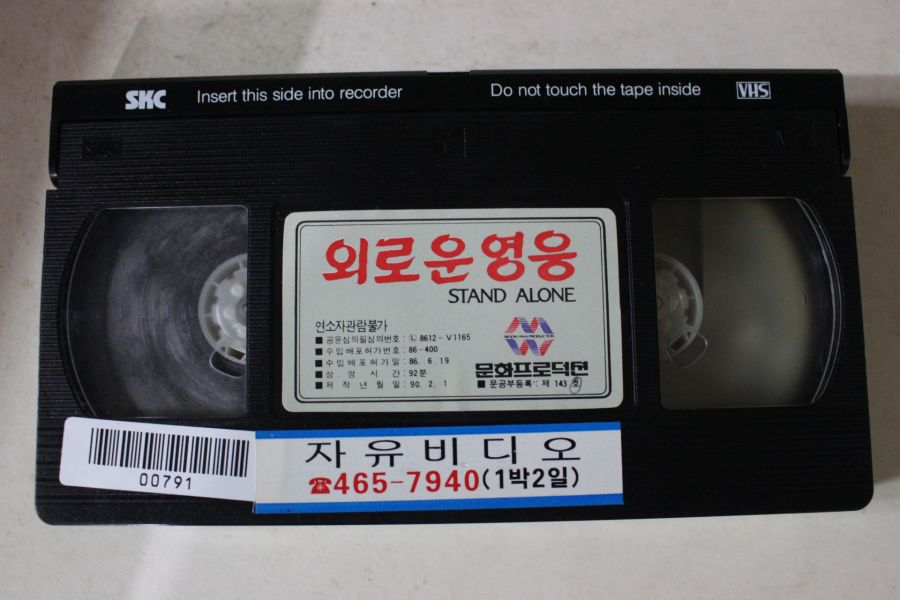 SKC Insert this side into recorder Do not touch the tape inside VHS
외로운영웅
STAND ALONE
연소자관람불가
■ 공윤심의필심의번호 : Ⓛ 8612-V1165
■ 수입배포허가번호 : 86-400
■ 수입배포허가일 : 86. 6. 19
■ 상영시간 : 92분
■ 제작년월일 : 90. 2. 1
문화프로덕션
■ 문공부등록 : 제 143호
00791
자유비디오
☎465-7940(1박2일)